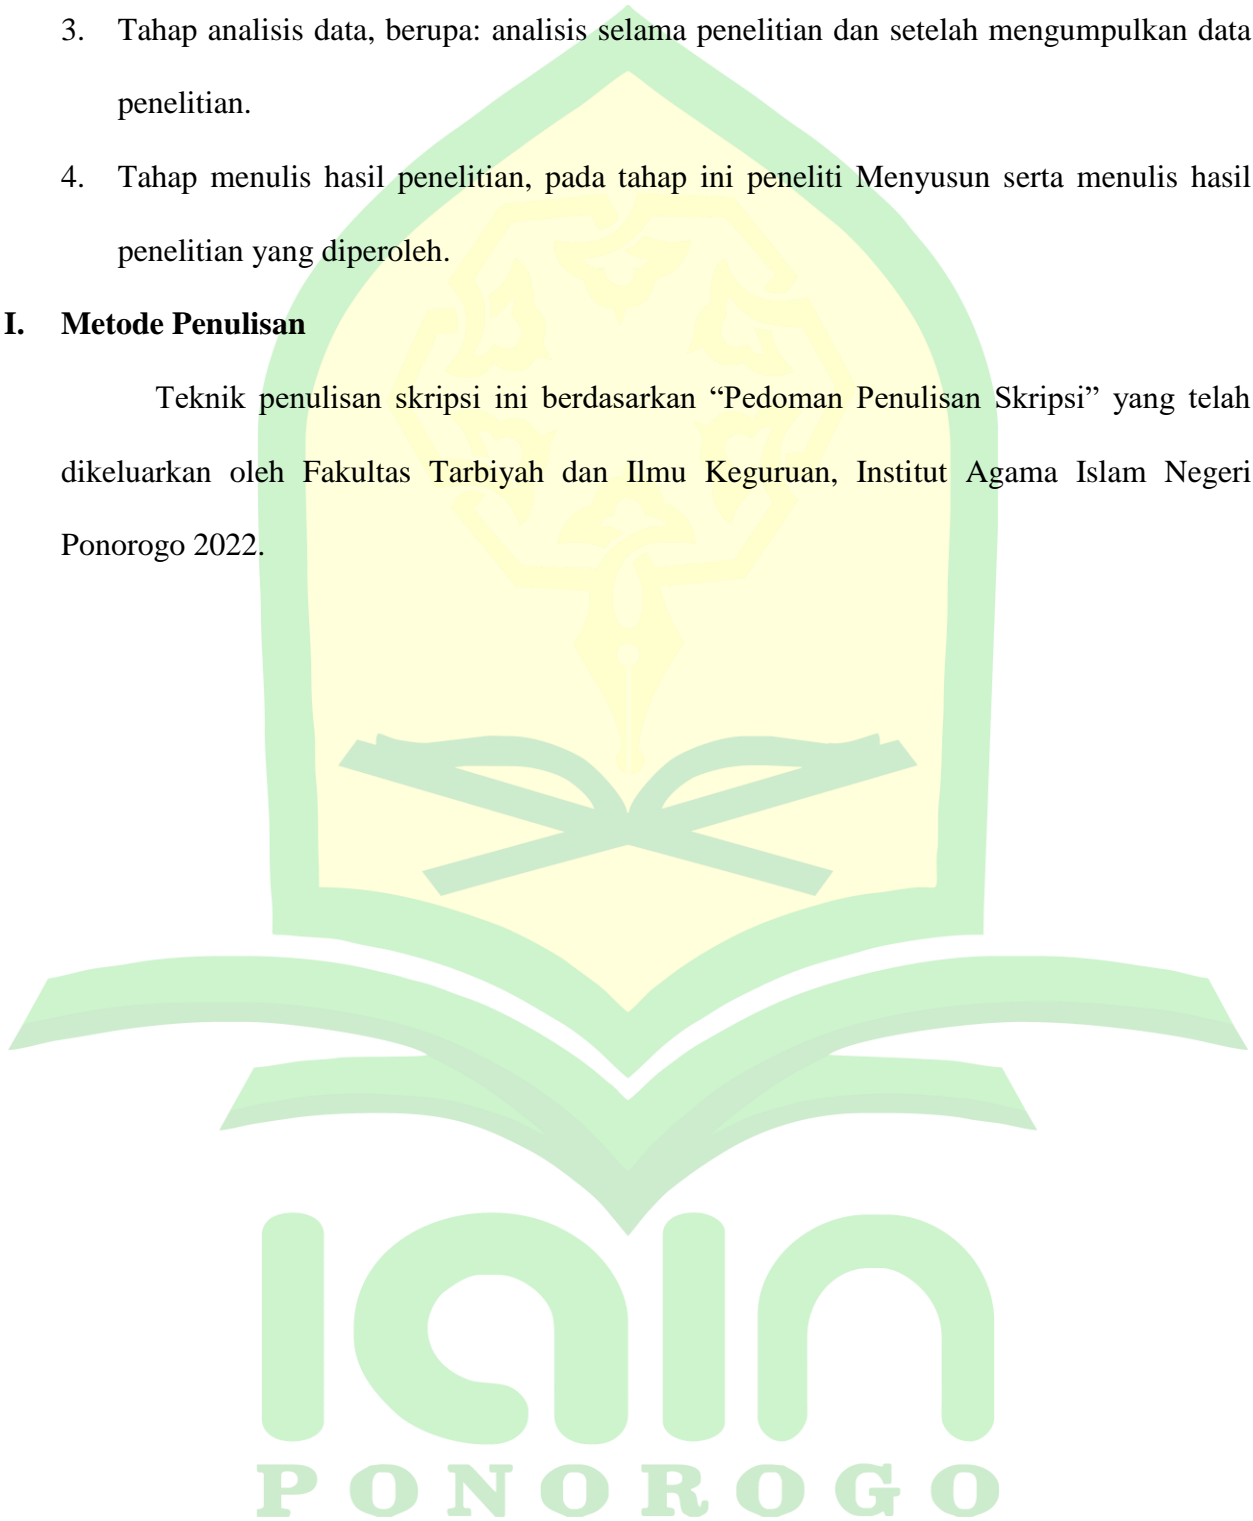 3. Tahap analisis data, berupa: analisis selama penelitian dan setelah mengumpulkan data
penelitian.
4. Tahap menulis hasil penelitian, pada tahap ini peneliti Menyusun serta menulis hasil
penelitian yang diperoleh.
I. Metode Penulisan
Teknik penulisan skripsi ini berdasarkan “Pedoman Penulisan Skripsi” yang telah
dikeluarkan oleh Fakultas Tarbiyah dan Ilmu Keguruan, Institut Agama Islam Negeri
Ponorogo 2022.
IAIN
PONOROGO